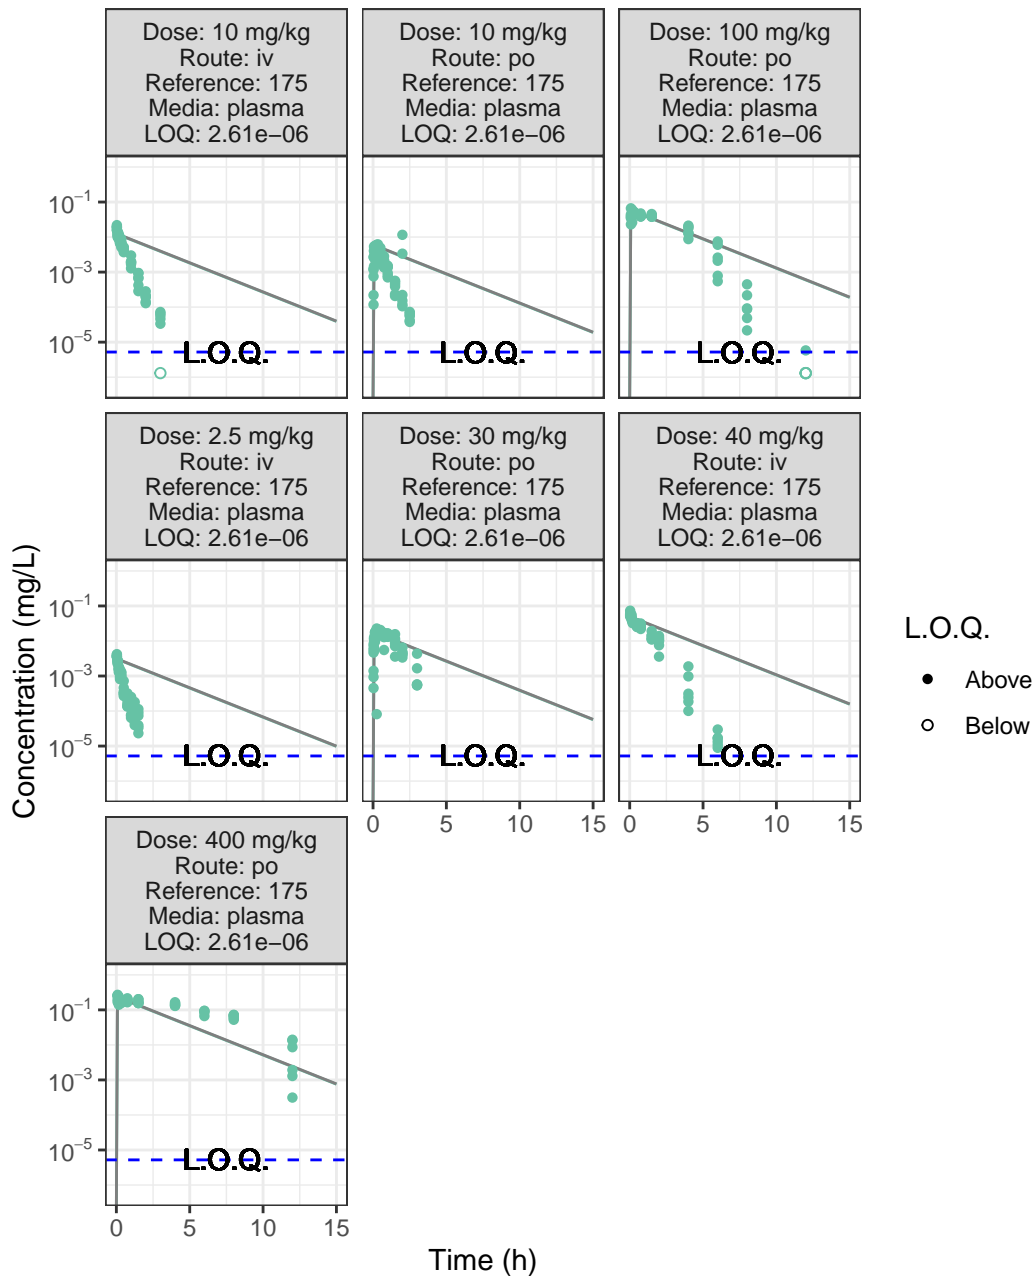 Dose: 10 mg/kg
Route: iv
Reference: 175
Media: plasma
LOQ: 2.61e−06
Dose: 10 mg/kg
Route: po
Reference: 175
Media: plasma
LOQ: 2.61e−06
Dose: 100 mg/kg
Route: po
Reference: 175
Media: plasma
LOQ: 2.61e−06
10⁻¹
10⁻³
10⁻⁵
L.O.Q.
L.O.Q.
L.O.Q.
Dose: 2.5 mg/kg
Route: iv
Reference: 175
Media: plasma
LOQ: 2.61e−06
Dose: 30 mg/kg
Route: po
Reference: 175
Media: plasma
LOQ: 2.61e−06
Dose: 40 mg/kg
Route: iv
Reference: 175
Media: plasma
LOQ: 2.61e−06
10⁻¹
10⁻³
10⁻⁵
L.O.Q.
L.O.Q.
L.O.Q.
0 5 10 15
0 5 10 15
Dose: 400 mg/kg
Route: po
Reference: 175
Media: plasma
LOQ: 2.61e−06
10⁻¹
10⁻³
10⁻⁵
L.O.Q.
0 5 10 15
Time (h)
Concentration (mg/L)
L.O.Q.
Above
Below